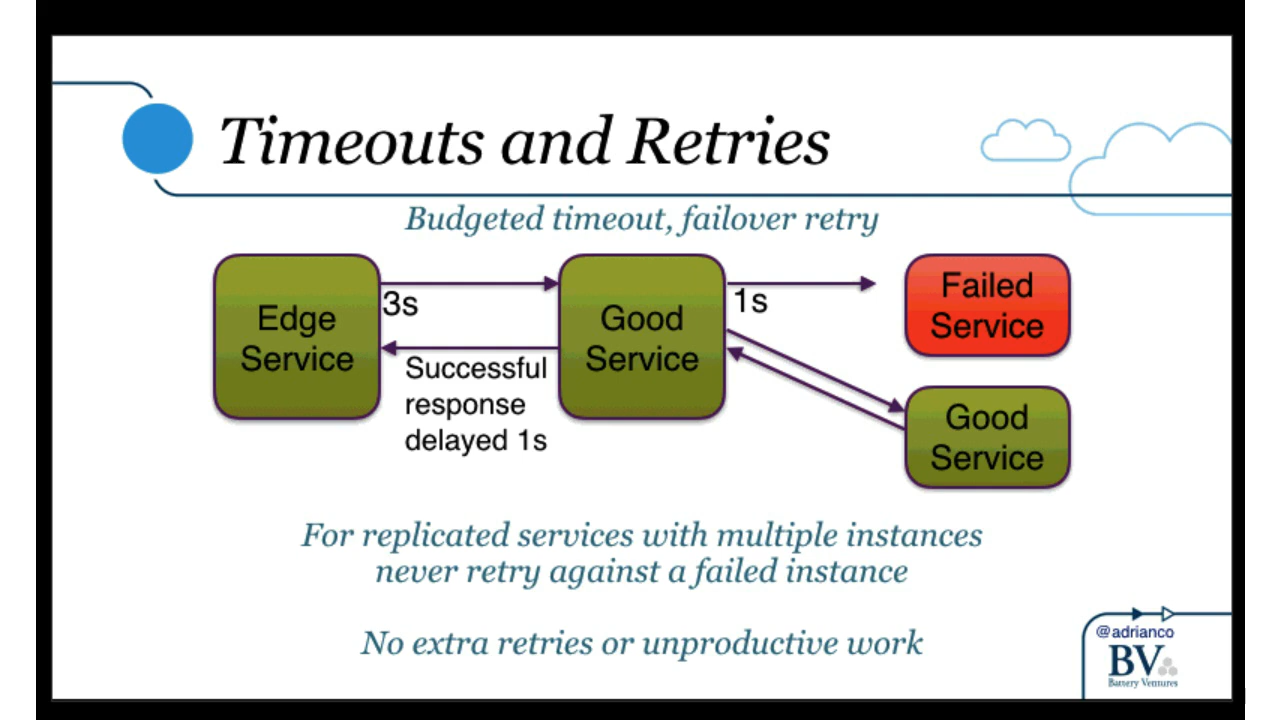 Timeouts and Retries
Budgeted timeout, failover retry
Edge
Service
3s
Successful
response
delayed 1s
Good
Service
1s
Failed
Service
Good
Service
For replicated services with multiple instances
never retry against a failed instance
No extra retries or unproductive work
@adrianco
BV
Battery Ventures